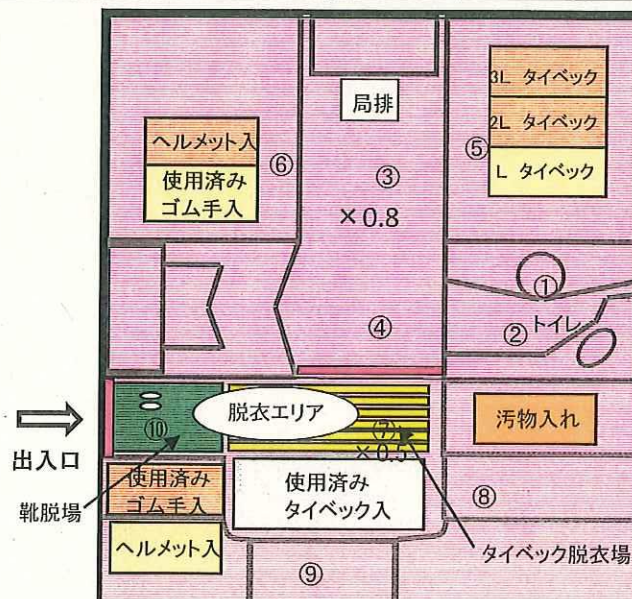 局排
3L タイベック
2L タイベック
L タイベック
⑤
ヘルメット入
使用済み
ゴム手入
⑥
③
×0.8
①
②
トイレ
④
脱衣エリア
⑩
⑦
×0.5
汚物入れ
出入口
靴脱場
使用済み
ゴム手入
ヘルメット入
使用済み
タイベック入
⑧
タイベック脱衣場
⑨